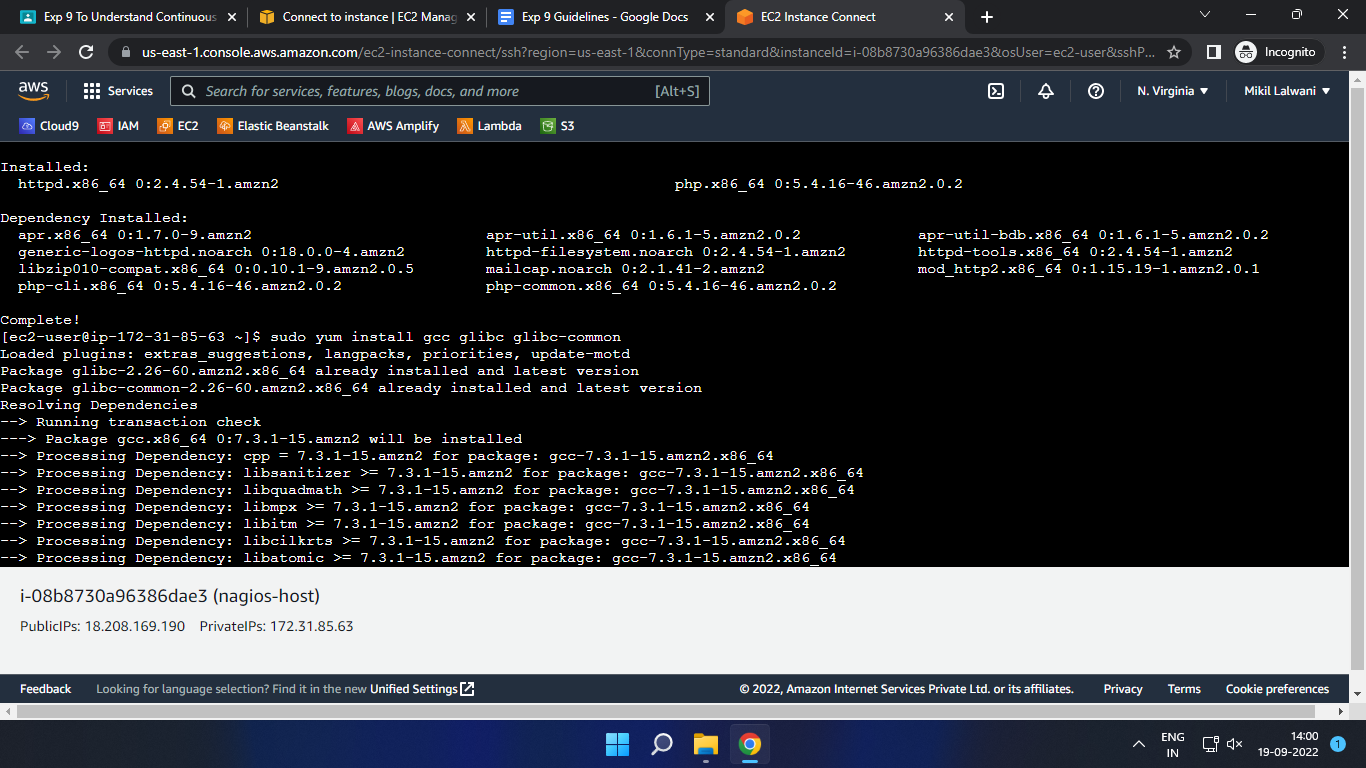 Exp 9 To Understand Continuous
Connect to instance | EC2 Manag
Exp 9 Guidelines - Google Docs
EC2 Instance Connect
us-east-1.console.aws.amazon.com/ec2-instance-connect/ssh?region=us-east-1&connType=standard&instanceId=i-08b8730a96386dae3&osUser=ec2-user&sshP...
Incognito
aws
Services
Search for services, features, blogs, docs, and more
[Alt+S]
N. Virginia
Mikil Lalwani
Cloud9 IAM EC2 Elastic Beanstalk AWS Amplify Lambda S3
Installed:
httpd.x86_64 0:2.4.54-1.amzn2 php.x86_64 0:5.4.16-46.amzn2.0.2
Dependency Installed:
apr.x86_64 0:1.7.0-9.amzn2 apr-util.x86_64 0:1.6.1-5.amzn2.0.2 apr-util-bdb.x86_64 0:1.6.1-5.amzn2.0.2
generic-logos-httpd.noarch 0:18.0.0-4.amzn2 httpd-filesystem.noarch 0:2.4.54-1.amzn2 httpd-tools.x86_64 0:2.4.54-1.amzn2
libzip010-compat.x86_64 0:0.10.1-9.amzn2.0.5 mailcap.noarch 0:2.1.41-2.amzn2 mod_http2.x86_64 0:1.15.19-1.amzn2.0.1
php-cli.x86_64 0:5.4.16-46.amzn2.0.2 php-common.x86_64 0:5.4.16-46.amzn2.0.2
Complete!
[ec2-user@ip-172-31-85-63 ~]$ sudo yum install gcc glibc glibc-common
Loaded plugins: extras_suggestions, langpacks, priorities, update-motd
Package glibc-2.26-60.amzn2.x86_64 already installed and latest version
Package glibc-common-2.26-60.amzn2.x86_64 already installed and latest version
Resolving Dependencies
--> Running transaction check
---> Package gcc.x86_64 0:7.3.1-15.amzn2 will be installed
--> Processing Dependency: cpp = 7.3.1-15.amzn2 for package: gcc-7.3.1-15.amzn2.x86_64
--> Processing Dependency: libsanitizer >= 7.3.1-15.amzn2 for package: gcc-7.3.1-15.amzn2.x86_64
--> Processing Dependency: libquadmath >= 7.3.1-15.amzn2 for package: gcc-7.3.1-15.amzn2.x86_64
--> Processing Dependency: libmpx >= 7.3.1-15.amzn2 for package: gcc-7.3.1-15.amzn2.x86_64
--> Processing Dependency: libitm >= 7.3.1-15.amzn2 for package: gcc-7.3.1-15.amzn2.x86_64
--> Processing Dependency: libcilkrts >= 7.3.1-15.amzn2 for package: gcc-7.3.1-15.amzn2.x86_64
--> Processing Dependency: libatomic >= 7.3.1-15.amzn2 for package: gcc-7.3.1-15.amzn2.x86_64
i-08b8730a96386dae3 (nagios-host)
PublicIPs: 18.208.169.190 PrivateIPs: 172.31.85.63
Feedback Looking for language selection? Find it in the new Unified Settings © 2022, Amazon Internet Services Private Ltd. or its affiliates. Privacy Terms Cookie preferences
ENG
IN
14:00
19-09-2022
1